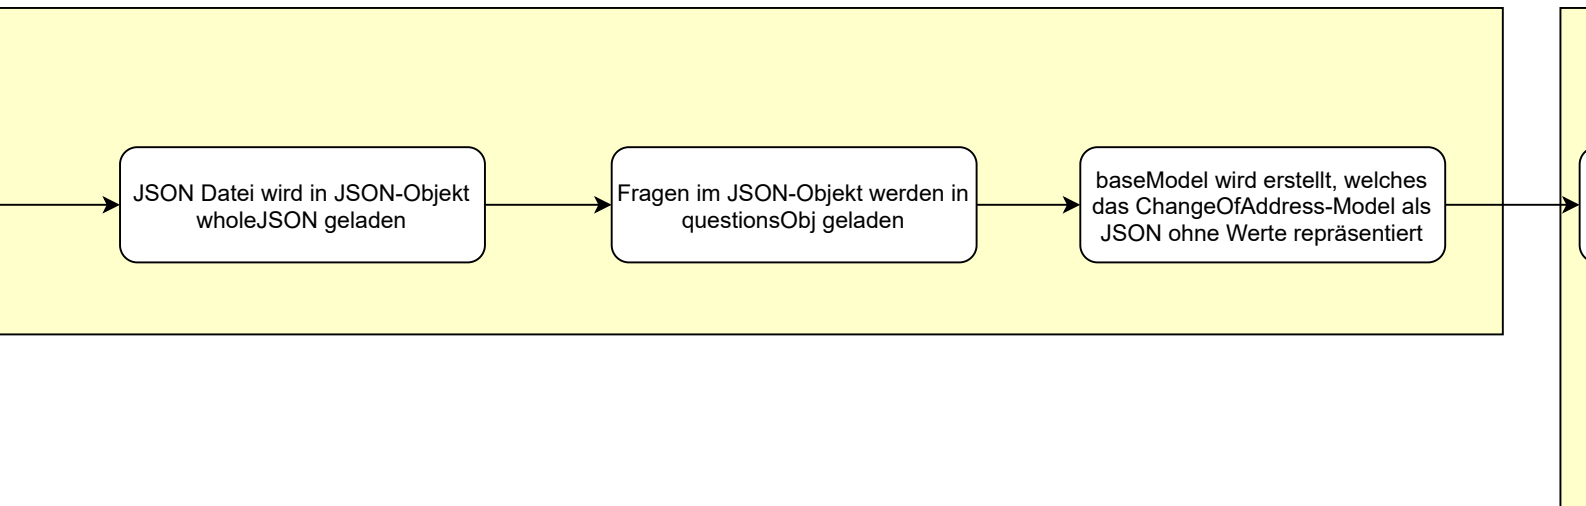 JSON Datei wird in JSON-Objekt
wholeJSON geladen
Fragen im JSON-Objekt werden in
questionsObj geladen
baseModel wird erstellt, welches
das ChangeOfAddress-Model als
JSON ohne Werte repräsentiert